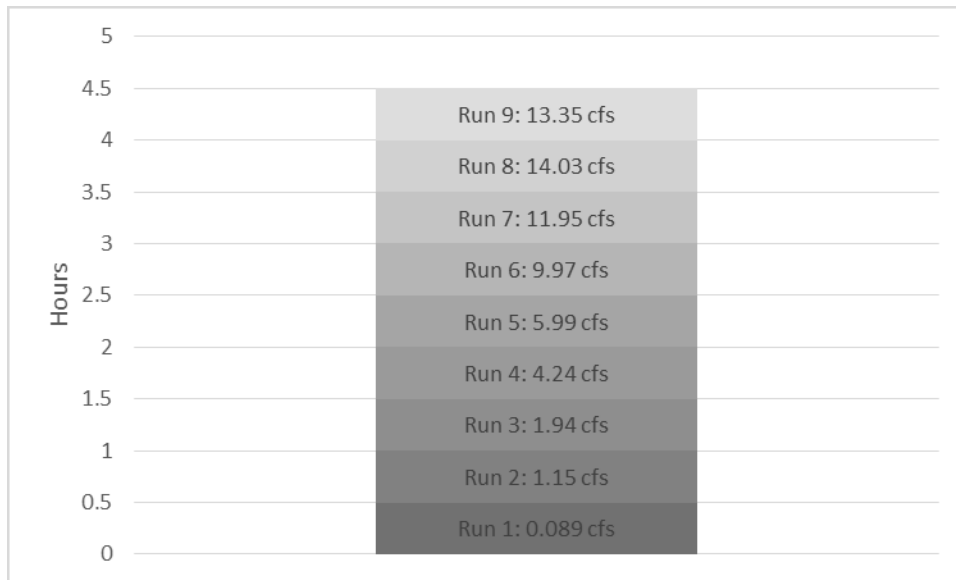 5
4.5
4
3.5
3
2.5
2
1.5
1
0.5
0
Hours
Run 9: 13.35 cfs
Run 8: 14.03 cfs
Run 7: 11.95 cfs
Run 6: 9.97 cfs
Run 5: 5.99 cfs
Run 4: 4.24 cfs
Run 3: 1.94 cfs
Run 2: 1.15 cfs
Run 1: 0.089 cfs